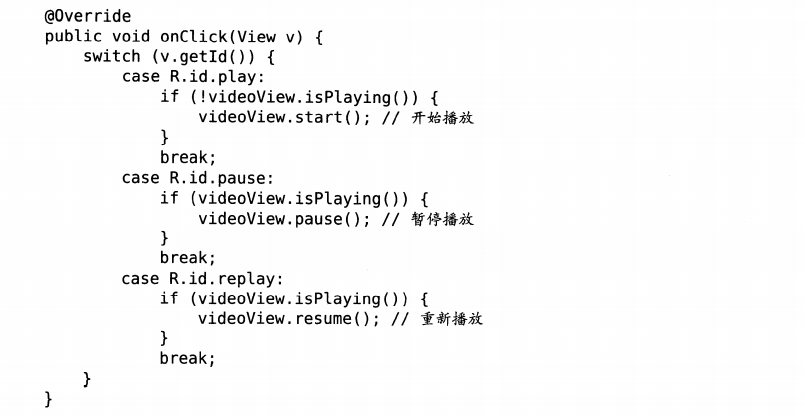 @Override
public void onClick(View v) {
    switch (v.getId()) {
        case R.id.play:
            if (!videoView.isPlaying()) {
                videoView.start(); // 开始播放
            }
            break;
        case R.id.pause:
            if (videoView.isPlaying()) {
                videoView.pause(); // 暂停播放
            }
            break;
        case R.id.replay:
            if (videoView.isPlaying()) {
                videoView.resume(); // 重新播放
            }
            break;
    }
}